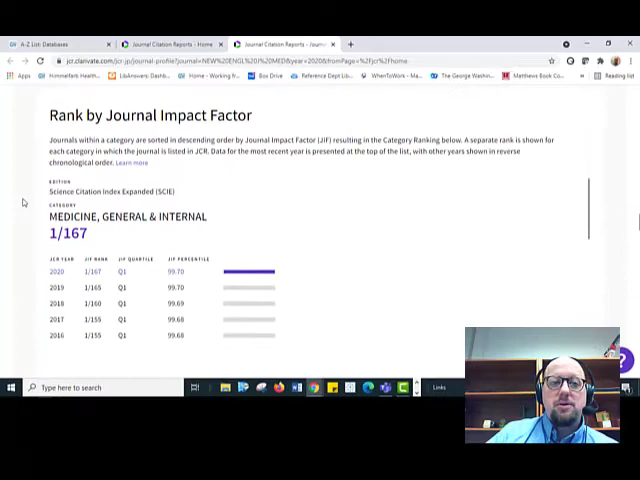 A-Z List: Databases
Journal Citation Reports - Home
Journal Citation Reports - Journ
jcr.clarivate.com/jcr-jp/journal-profile?journal=NEW%20ENGL%20J%20MED&year=2020&fromPage=%2Fjcr%2Fhome
Apps
Himmelfarb Health
LibAnswers: Dashb...
Home - Working fr...
Box Drive
Reference Dept Lib...
WhenToWork - M...
The George Washin...
Matthews Book Co...
Reading list
Rank by Journal Impact Factor
Journals within a category are sorted in descending order by Journal Impact Factor (JIF) resulting in the Category Ranking below. A separate rank is shown for
each category in which the journal is listed in JCR. Data for the most recent year is presented at the top of the list, with other years shown in reverse
chronological order. Learn more
EDITION
Science Citation Index Expanded (SCIE)
CATEGORY
MEDICINE, GENERAL & INTERNAL
1/167
JCR YEAR JIF RANK JIF QUARTILE JIF PERCENTILE
2020 1/167 Q1 99.70
2019 1/165 Q1 99.70
2018 1/160 Q1 99.69
2017 1/155 Q1 99.68
2016 1/155 Q1 99.68
?
Type here to search
Links